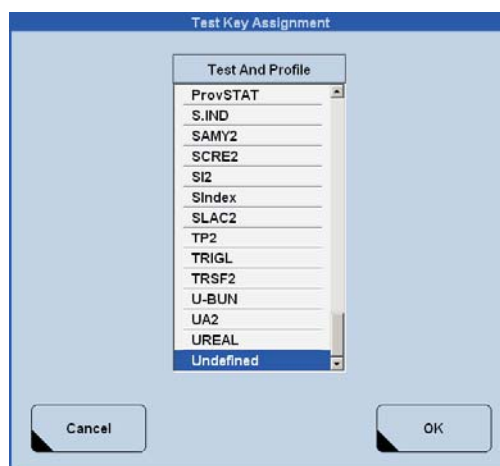 Test Key Assignment
Test And Profile
ProvSTAT
S.IND
SAMY2
SCRE2
SI2
SIndex
SLAC2
TP2
TRIGL
TRSF2
U-BUN
UA2
UREAL
Undefined
Cancel
OK